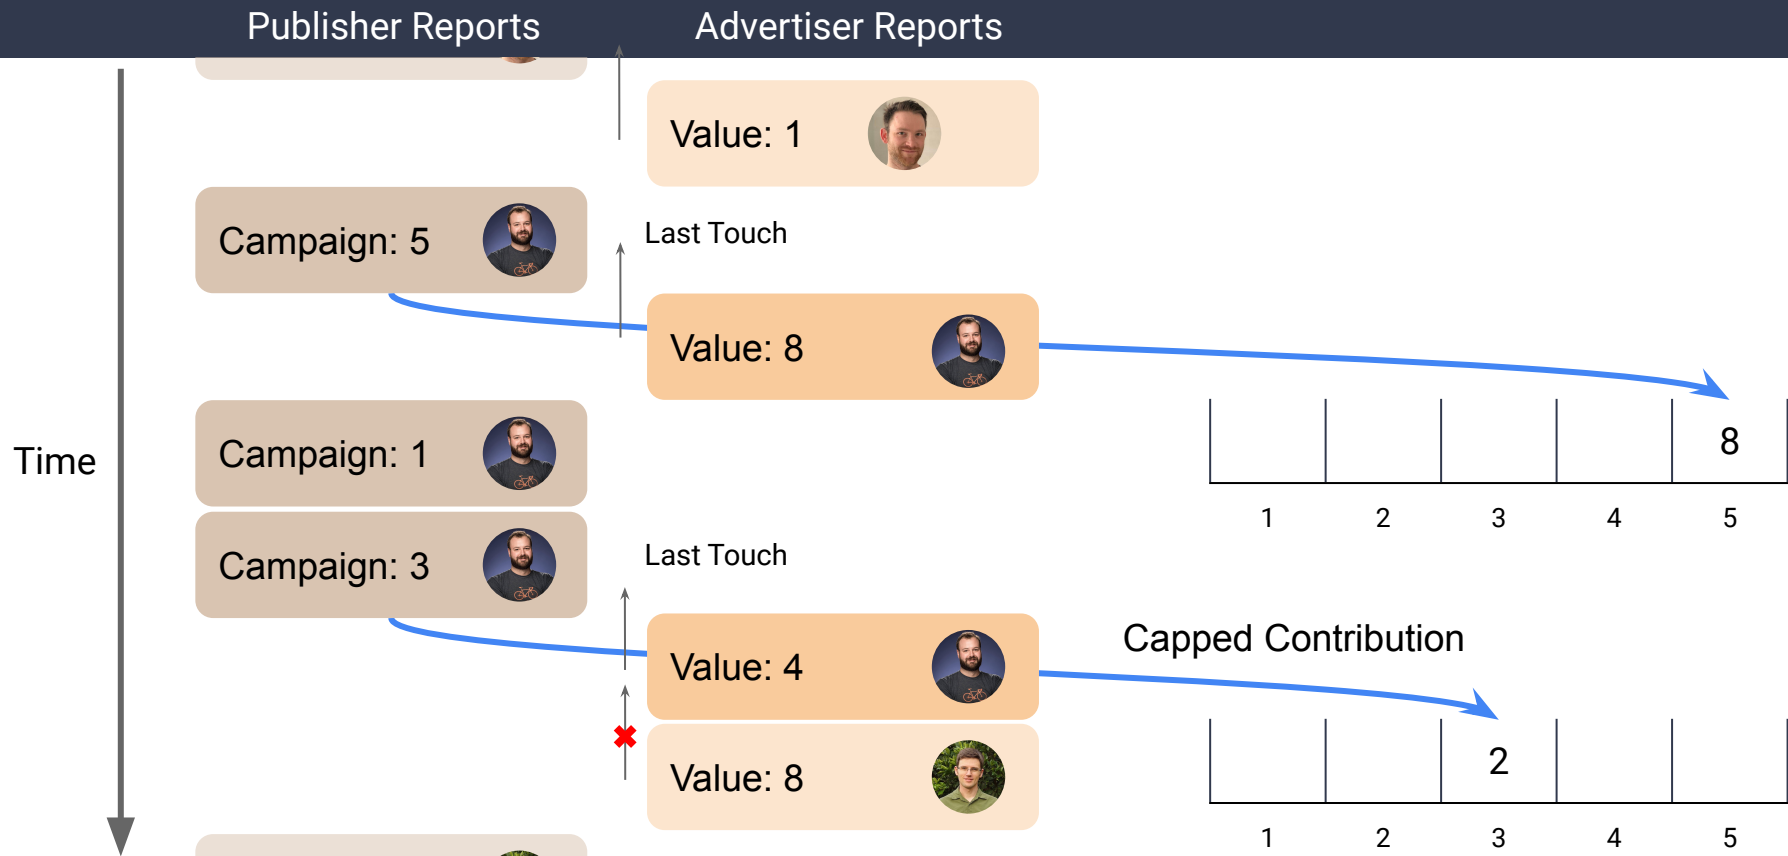 Publisher Reports
Advertiser Reports
Value: 1
Campaign: 5
Last Touch
Value: 8
Campaign: 1
Time
8
1 2 3 4 5
Campaign: 3
Last Touch
Value: 4
Capped Contribution
Value: 8
2
1 2 3 4 5